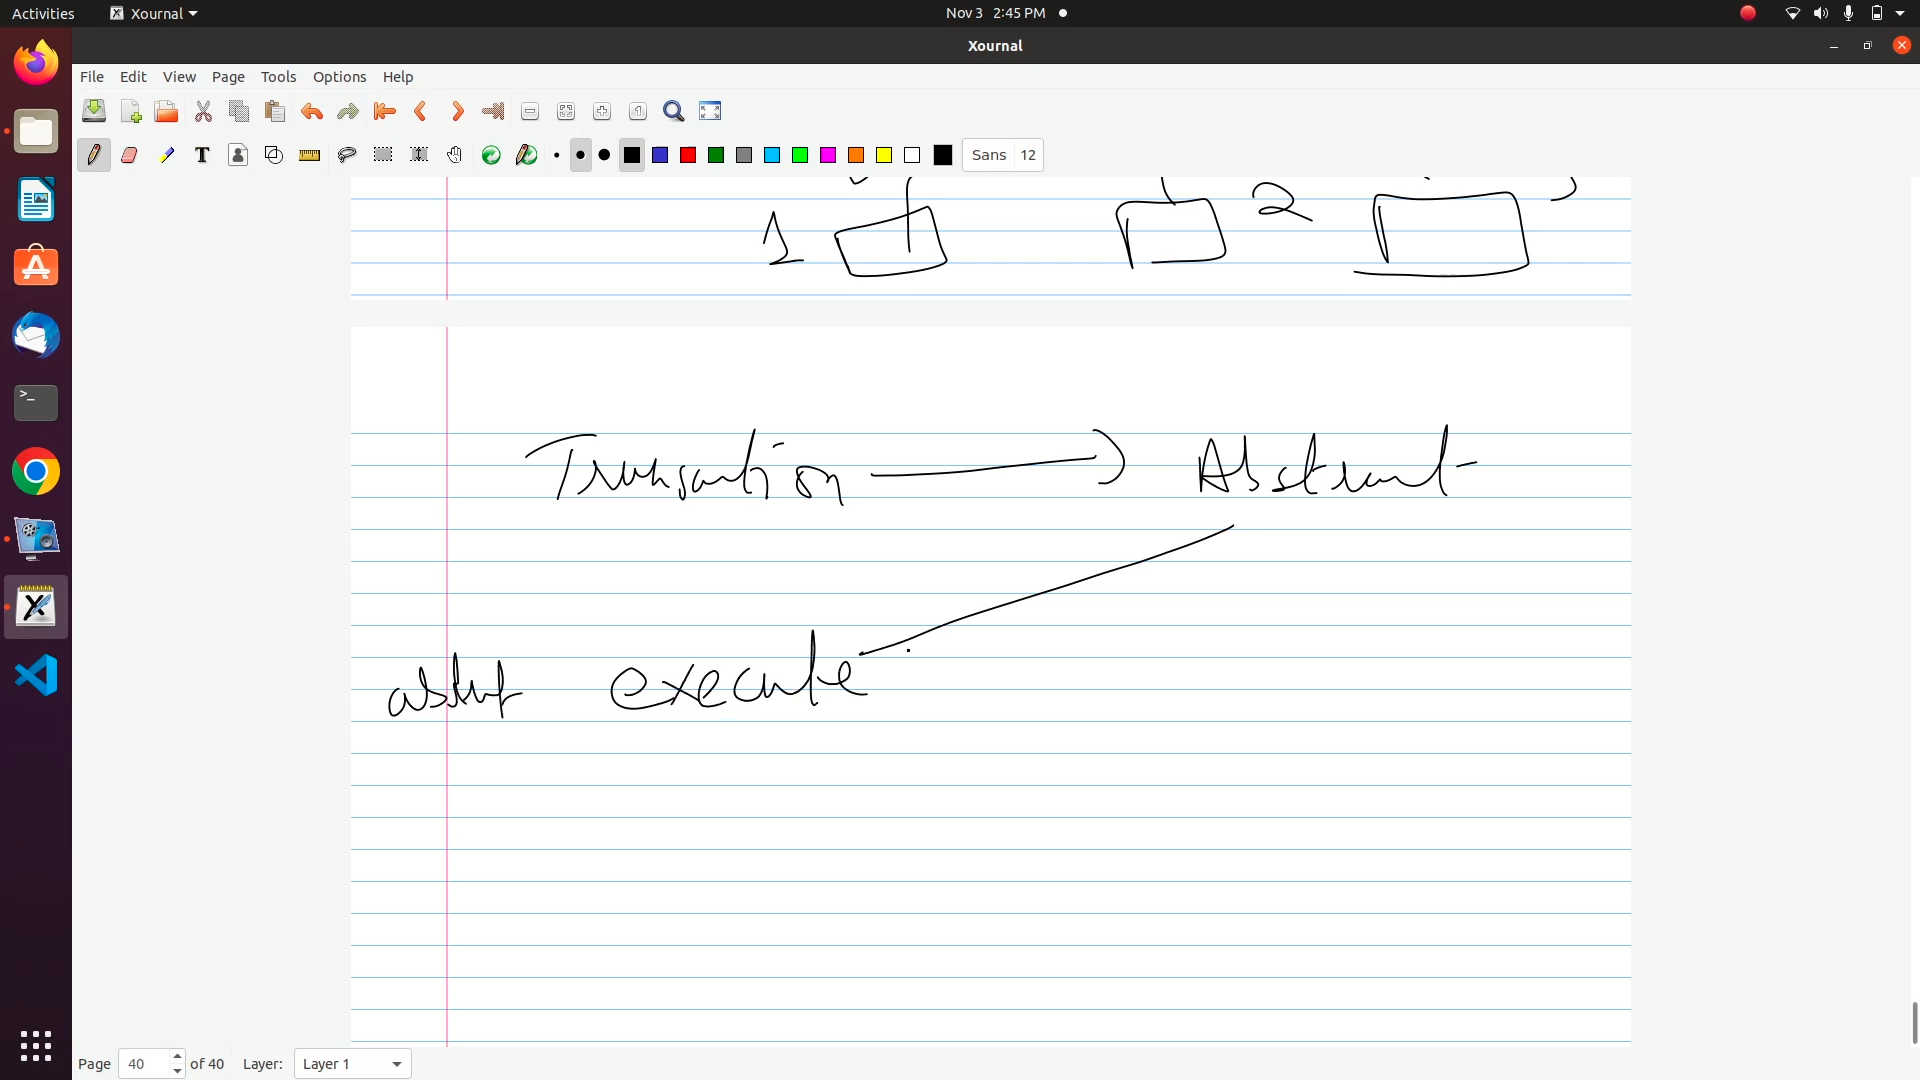 Activities Xournal Nov 3 2:45 PM
Xournal
File Edit View Page Tools Options Help
Sans 12
1 2
Transaction Abstract
execute
Page 40 of 40 Layer: Layer 1